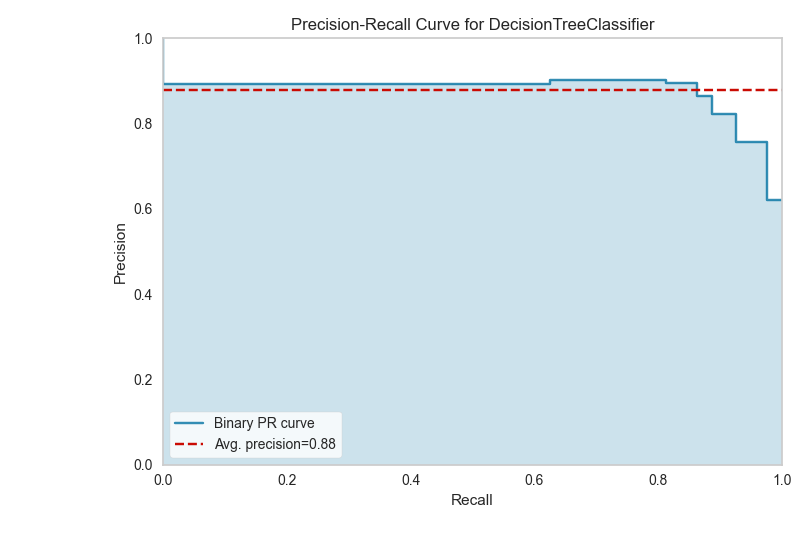 Precision-Recall Curve for DecisionTreeClassifier
1.0
0.8
0.6
0.4
0.2
0.0
Precision
Binary PR curve
Avg. precision=0.88
0.0 0.2 0.4 0.6 0.8 1.0
Recall